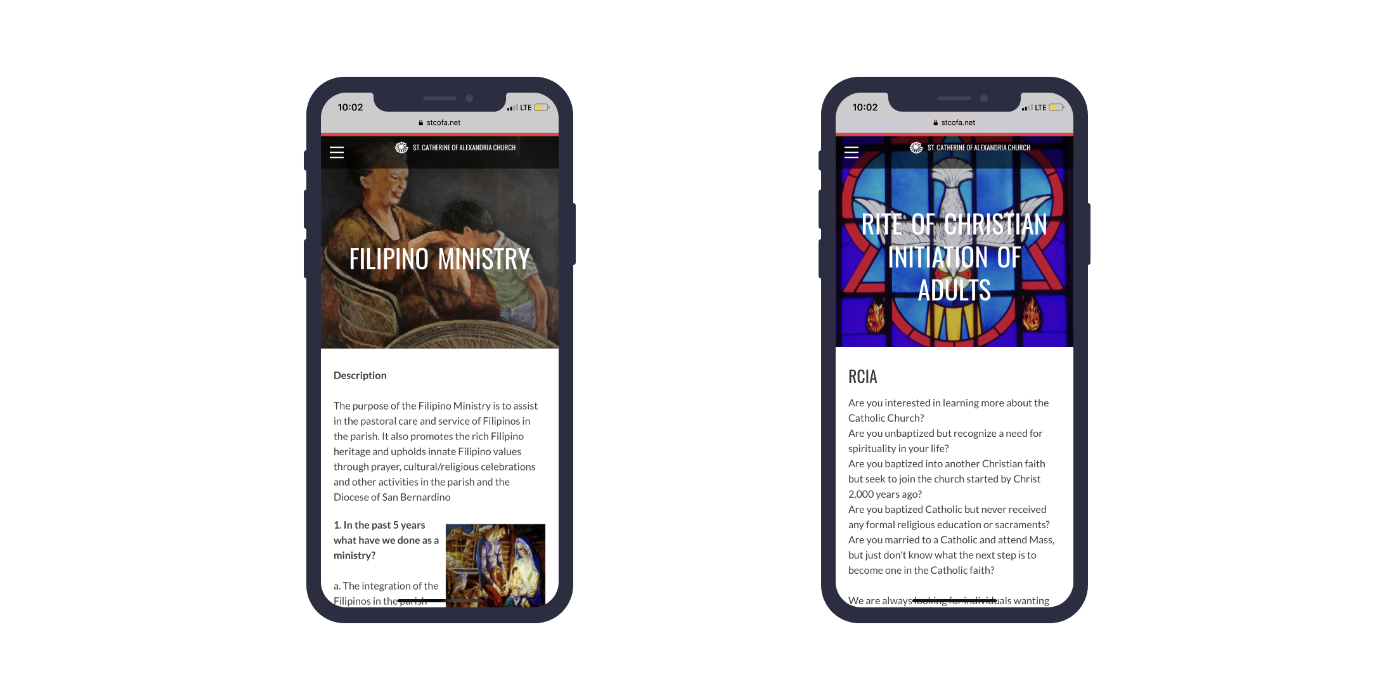 10:02
LTE
stcofa.net
ST. CATHERINE OF ALEXANDRIA CHURCH
FILIPINO MINISTRY
Description
The purpose of the Filipino Ministry is to assist
in the pastoral care and service of Filipinos in
the parish. It also promotes the rich Filipino
heritage and upholds innate Filipino values
through prayer, cultural/religious celebrations
and other activities in the parish and the
Diocese of San Bernardino
1. In the past 5 years
what have we done as a
ministry?
a. The integration of the
Filipinos in the parish
10:02
LTE
stcofa.net
ST. CATHERINE OF ALEXANDRIA CHURCH
RITE OF CHRISTIAN
INITIATION OF
ADULTS
RCIA
Are you interested in learning more about the
Catholic Church?
Are you unbaptized but recognize a need for
spirituality in your life?
Are you baptized into another Christian faith
but seek to join the church started by Christ
2,000 years ago?
Are you baptized Catholic but never received
any formal religious education or sacraments?
Are you married to a Catholic and attend Mass,
but just don't know what the next step is to
become one in the Catholic faith?
We are always looking for individuals wanting